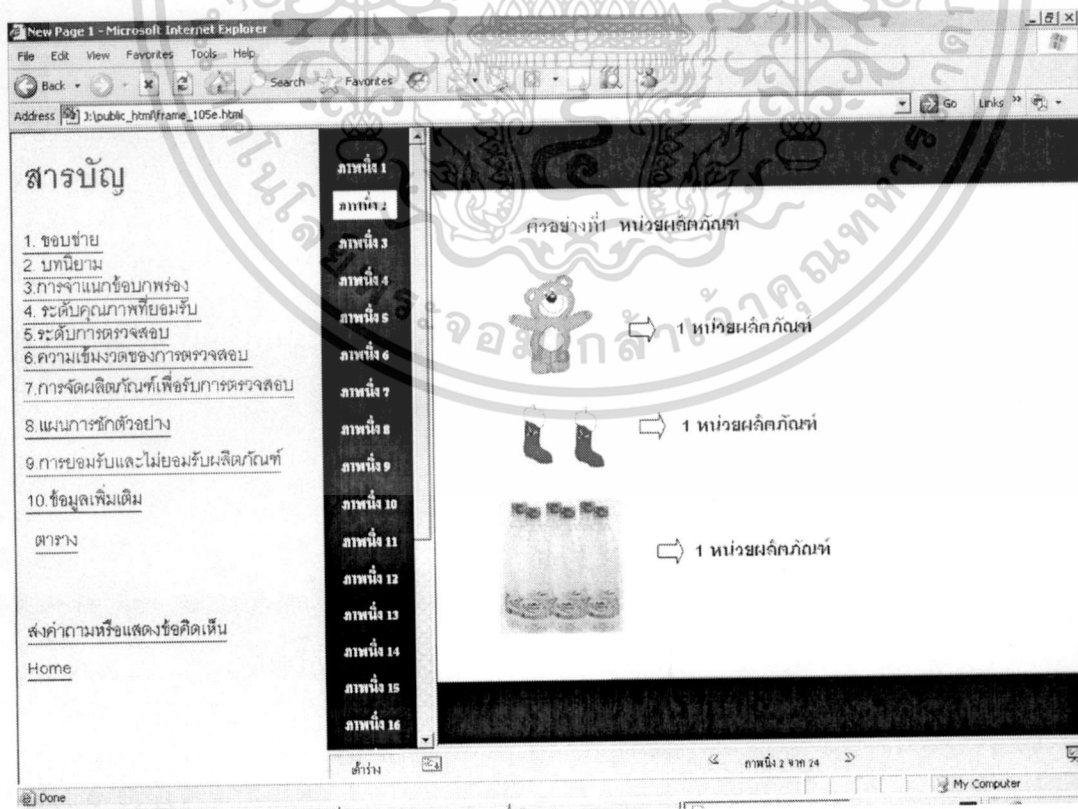 New Page 1 - Microsoft Internet Explorer
File Edit View Favorites Tools Help
Back Search Favorites
Address J:\public_html\frame_105e.html Go Links »
สารบัญ
1. ขอบข่าย
2. บทนิยาม
3.การจำแนกข้อบกพร่อง
4. ระดับคุณภาพที่ยอมรับ
5.ระดับการตรวจสอบ
6.ความเข้มงวดของการตรวจสอบ
7.การจัดผลิตภัณฑ์เพื่อรับการตรวจสอบ
8.แผนการชักตัวอย่าง
9.การยอมรับและไม่ยอมรับผลิตภัณฑ์
10.ข้อมูลเพิ่มเติม
ตาราง
ส่งคำถามหรือแสดงข้อคิดเห็น
Home
ภาพนิ่ง 1
ภาพนิ่ง 2
ภาพนิ่ง 3
ภาพนิ่ง 4
ภาพนิ่ง 5
ภาพนิ่ง 6
ภาพนิ่ง 7
ภาพนิ่ง 8
ภาพนิ่ง 9
ภาพนิ่ง 10
ภาพนิ่ง 11
ภาพนิ่ง 12
ภาพนิ่ง 13
ภาพนิ่ง 14
ภาพนิ่ง 15
ภาพนิ่ง 16
เค้าร่าง
ตัวอย่างที่1 หน่วยผลิตภัณฑ์
1 หน่วยผลิตภัณฑ์
1 หน่วยผลิตภัณฑ์
1 หน่วยผลิตภัณฑ์
ภาพนิ่ง 2 จาก 24
Done My Computer